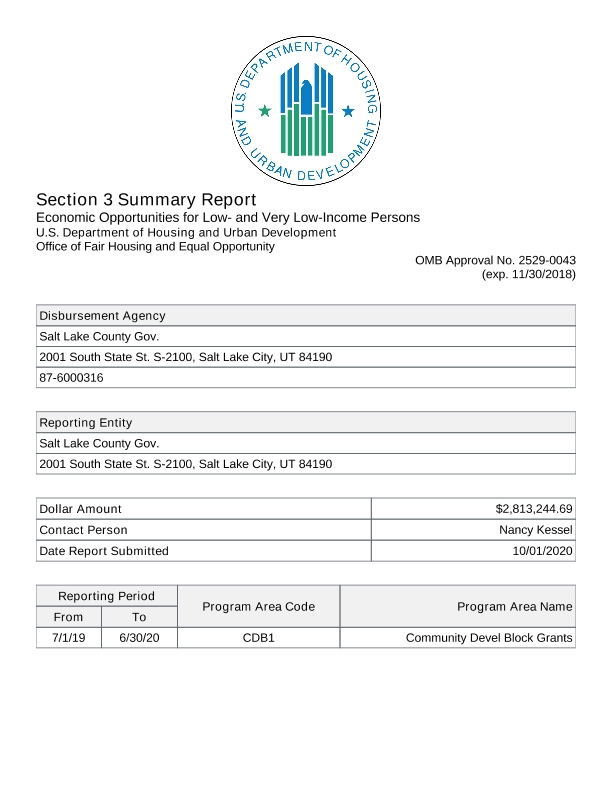 U.S. DEPARTMENT OF HOUSING
AND URBAN DEVELOPMENT
Section 3 Summary Report
Economic Opportunities for Low- and Very Low-Income Persons
U.S. Department of Housing and Urban Development
Office of Fair Housing and Equal Opportunity
OMB Approval No. 2529-0043
(exp. 11/30/2018)
Disbursement Agency
Salt Lake County Gov.
2001 South State St. S-2100, Salt Lake City, UT 84190
87-6000316
Reporting Entity
Salt Lake County Gov.
2001 South State St. S-2100, Salt Lake City, UT 84190
Dollar Amount $2,813,244.69
Contact Person Nancy Kessel
Date Report Submitted 10/01/2020
Reporting Period Program Area Code Program Area Name
From To
7/1/19 6/30/20 CDB1 Community Devel Block Grants